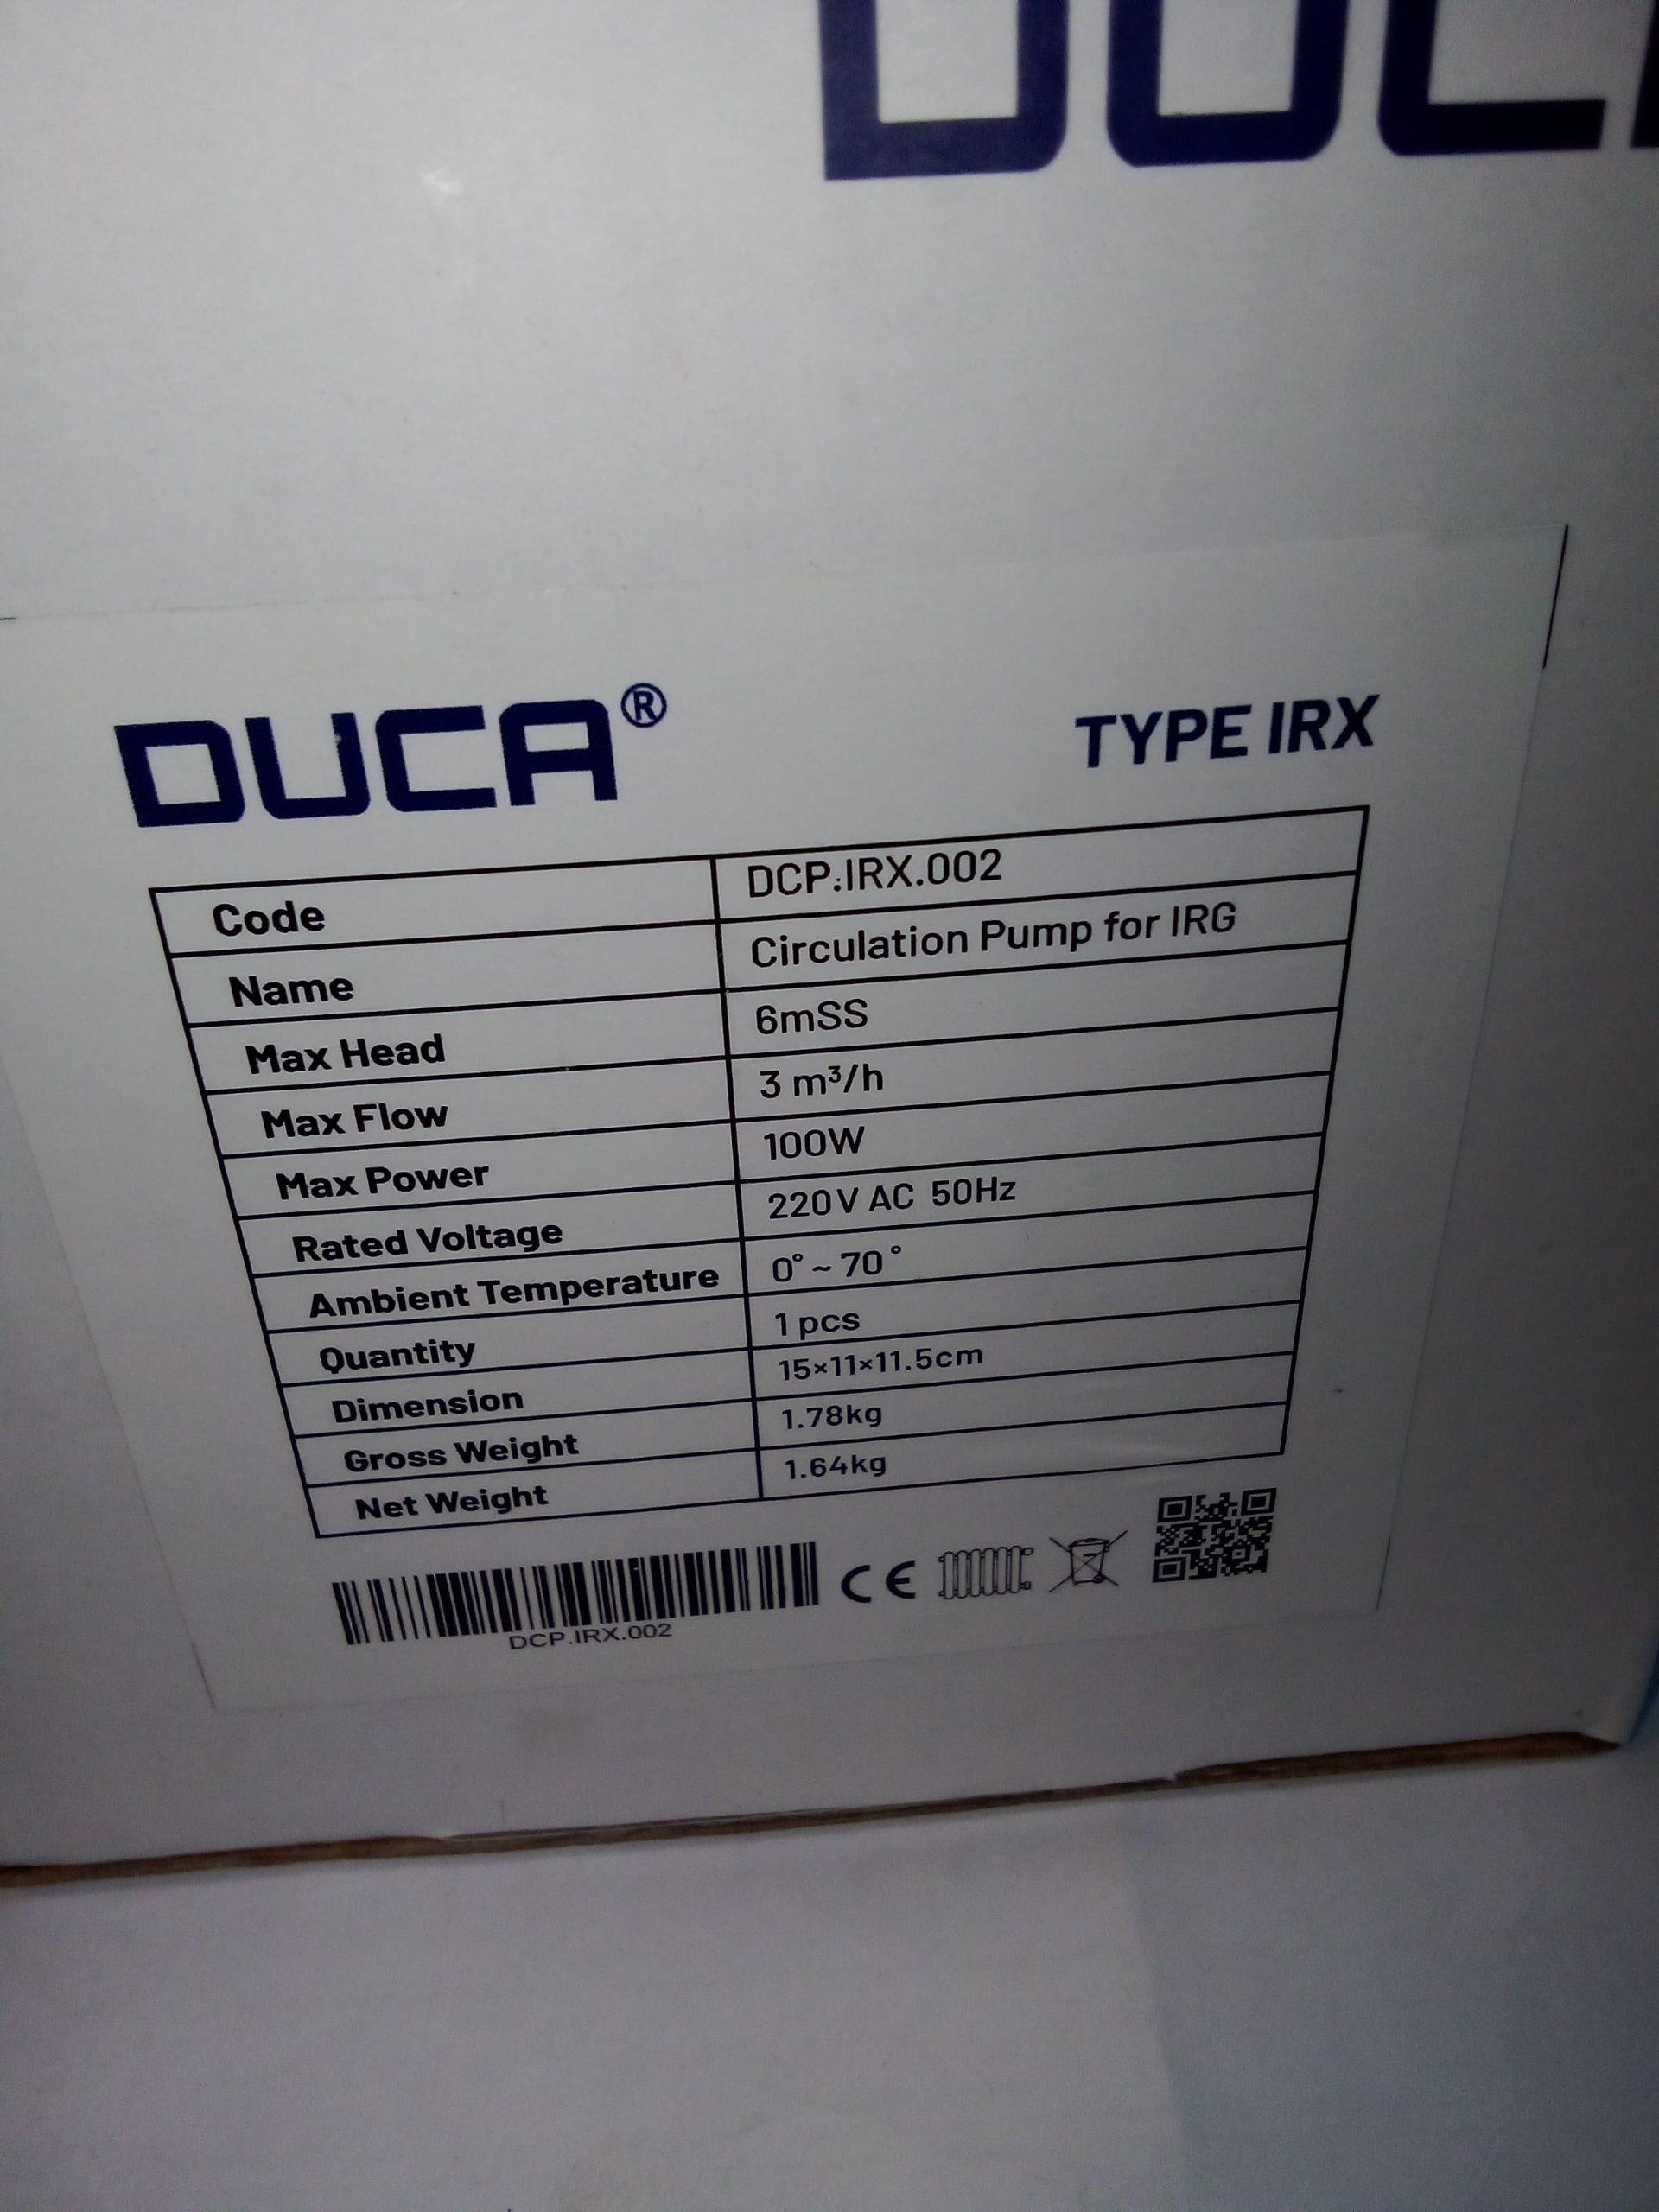 DUCA
DUCA®
TYPE IRX
Code DCP.IRX.002
Name Circulation Pump for IRG
Max Head 6mSS
Max Flow 3 m³/h
Max Power 100W
Rated Voltage 220V AC 50Hz
Ambient Temperature 0° ~ 70°
Quantity 1 pcs
Dimension 15×11×11.5cm
Gross Weight 1.78kg
Net Weight 1.64kg
CE
DCP.IRX.002